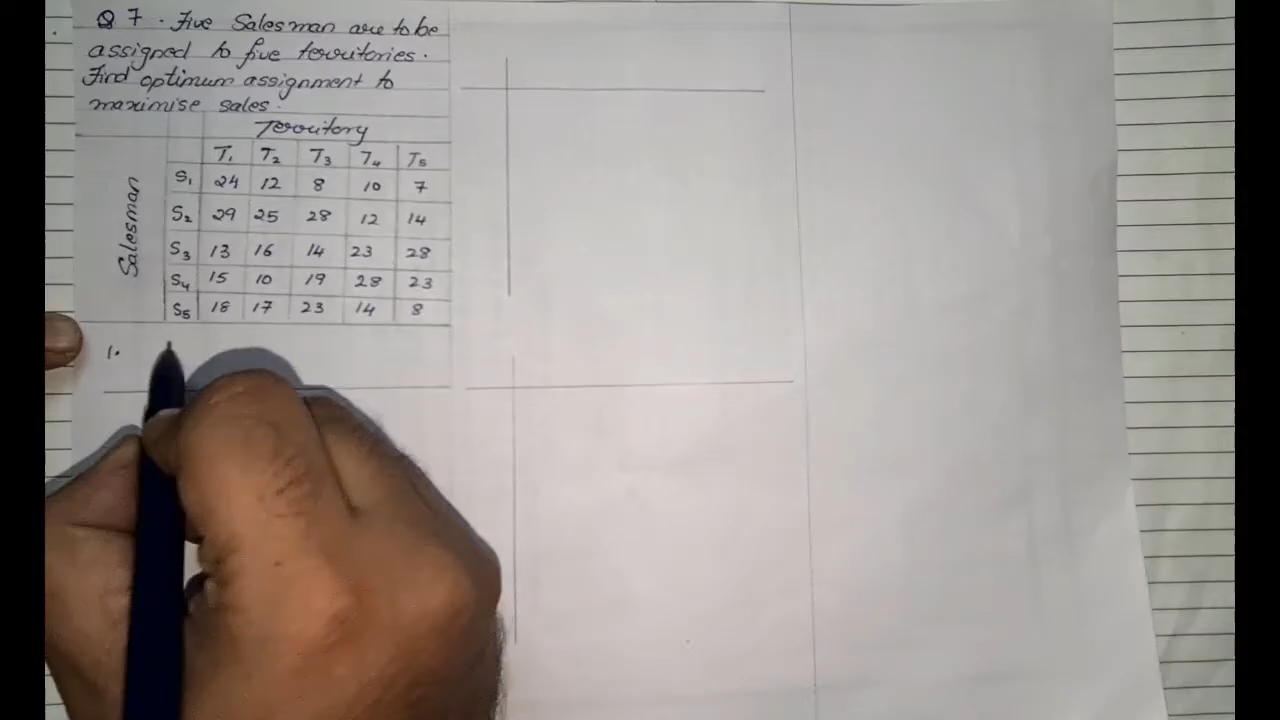 Q 7. Five Salesman are to be
assigned to five territories.
Find optimum assignment to
maximise sales.
Territory
T1 T2 T3 T4 T5
Salesman
S1 24 12 8 10 7
S2 29 25 28 12 14
S3 13 16 14 23 28
S4 15 10 19 28 23
S5 18 17 23 14 8
1.